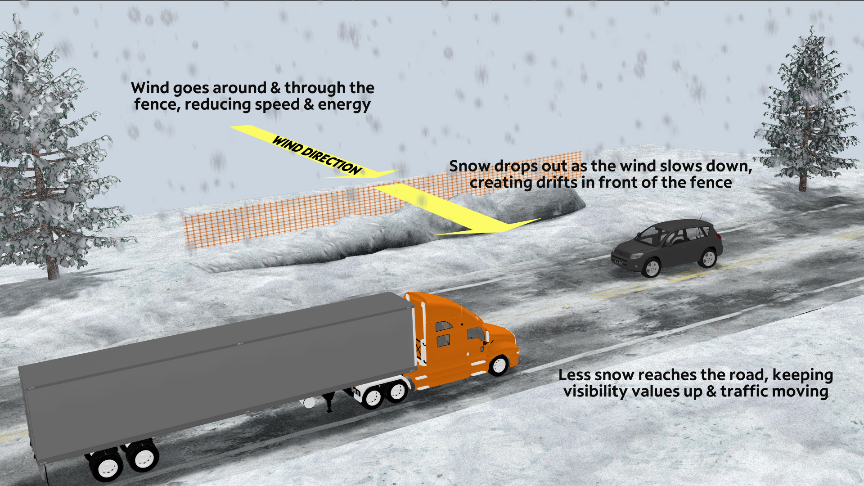 Wind goes around & through the
fence, reducing speed & energy
WIND DIRECTION
Snow drops out as the wind slows down,
creating drifts in front of the fence
Less snow reaches the road, keeping
visibility values up & traffic moving